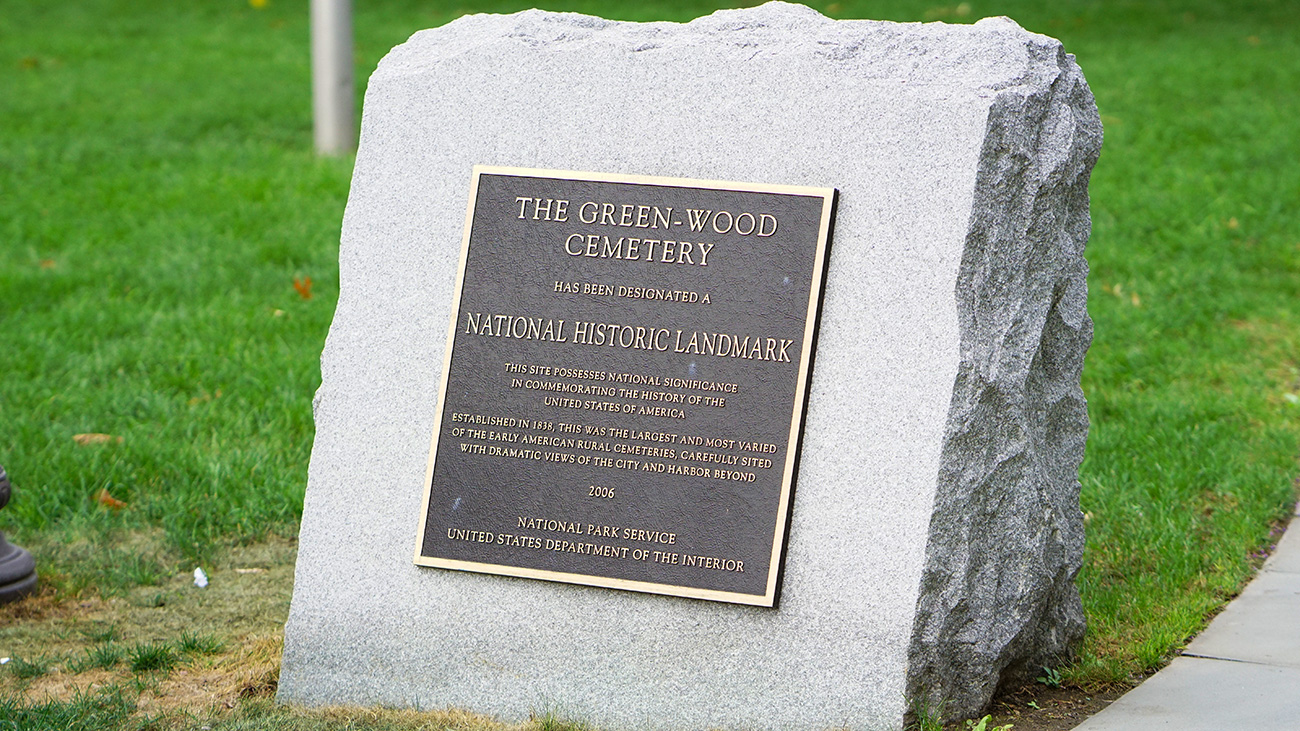 THE GREEN-WOOD
CEMETERY
HAS BEEN DESIGNATED A
NATIONAL HISTORIC LANDMARK
THIS SITE POSSESSES NATIONAL SIGNIFICANCE
IN COMMEMORATING THE HISTORY OF THE
UNITED STATES OF AMERICA
ESTABLISHED IN 1838, THIS WAS THE LARGEST AND MOST VARIED
OF THE EARLY AMERICAN RURAL CEMETERIES, CAREFULLY SITED
WITH DRAMATIC VIEWS OF THE CITY AND HARBOR BEYOND
2006
NATIONAL PARK SERVICE
UNITED STATES DEPARTMENT OF THE INTERIOR